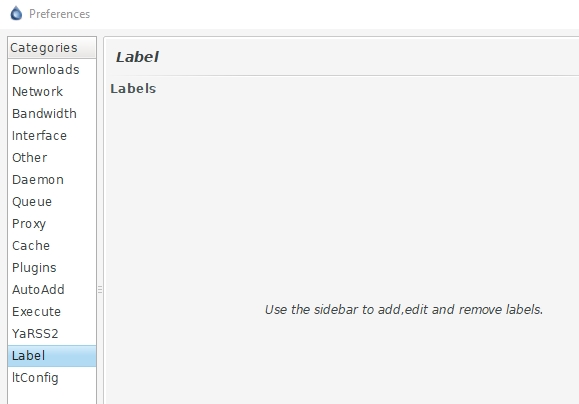 Preferences
Categories
Downloads
Network
Bandwidth
Interface
Other
Daemon
Queue
Proxy
Cache
Plugins
AutoAdd
Execute
YaRSS2
Label
ltConfig
Label
Labels
Use the sidebar to add,edit and remove labels.